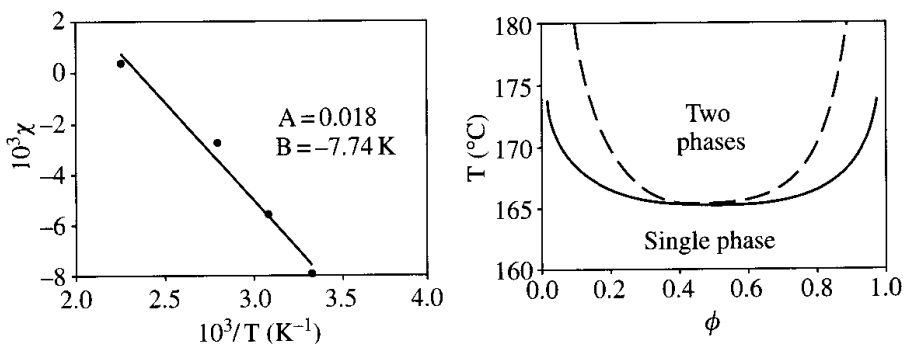 2
0
−2
−4
−6
−8
10³χ
A = 0.018
B = −7.74 K
2.0 2.5 3.0 3.5 4.0
10³/T (K⁻¹)
180
175
170
165
160
T (°C)
Two
phases
Single phase
0.0 0.2 0.4 0.6 0.8 1.0
ϕ